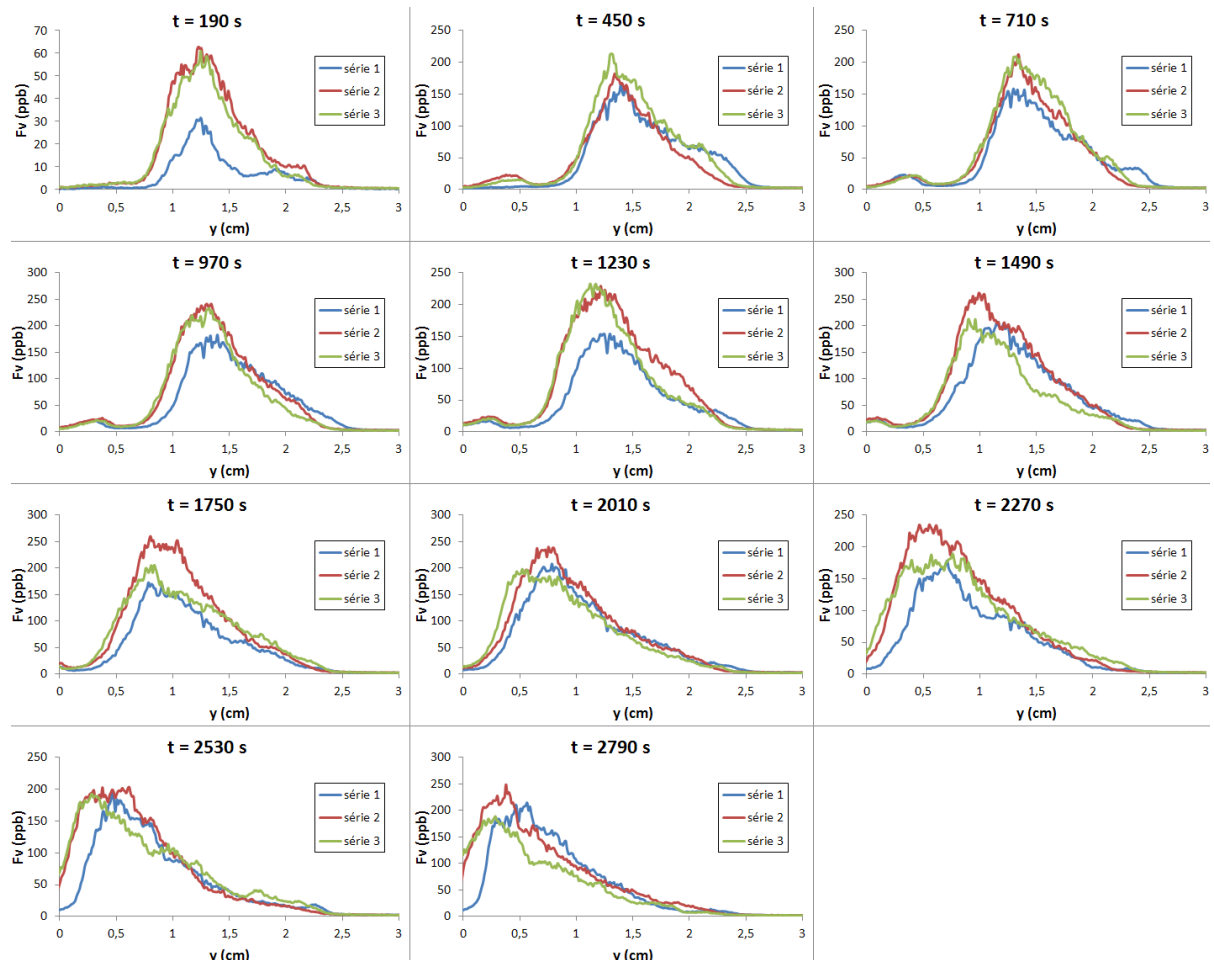 t = 190 s
Fv (ppb)
70
60
50
40
30
20
10
0
série 1
série 2
série 3
0 0,5 1 1,5 2 2,5 3
y (cm)
t = 450 s
Fv (ppb)
250
200
150
100
50
0
série 1
série 2
série 3
0 0,5 1 1,5 2 2,5 3
y (cm)
t = 710 s
Fv (ppb)
250
200
150
100
50
0
série 1
série 2
série 3
0 0,5 1 1,5 2 2,5 3
y (cm)
t = 970 s
Fv (ppb)
300
250
200
150
100
50
0
série 1
série 2
série 3
0 0,5 1 1,5 2 2,5 3
y (cm)
t = 1230 s
Fv (ppb)
250
200
150
100
50
0
série 1
série 2
série 3
0 0,5 1 1,5 2 2,5 3
y (cm)
t = 1490 s
Fv (ppb)
300
250
200
150
100
50
0
série 1
série 2
série 3
0 0,5 1 1,5 2 2,5 3
y (cm)
t = 1750 s
Fv (ppb)
300
250
200
150
100
50
0
série 1
série 2
série 3
0 0,5 1 1,5 2 2,5 3
y (cm)
t = 2010 s
Fv (ppb)
300
250
200
150
100
50
0
série 1
série 2
série 3
0 0,5 1 1,5 2 2,5 3
y (cm)
t = 2270 s
Fv (ppb)
250
200
150
100
50
0
série 1
série 2
série 3
0 0,5 1 1,5 2 2,5 3
y (cm)
t = 2530 s
Fv (ppb)
250
200
150
100
50
0
série 1
série 2
série 3
0 0,5 1 1,5 2 2,5 3
y (cm)
t = 2790 s
Fv (ppb)
300
250
200
150
100
50
0
série 1
série 2
série 3
0 0,5 1 1,5 2 2,5 3
y (cm)